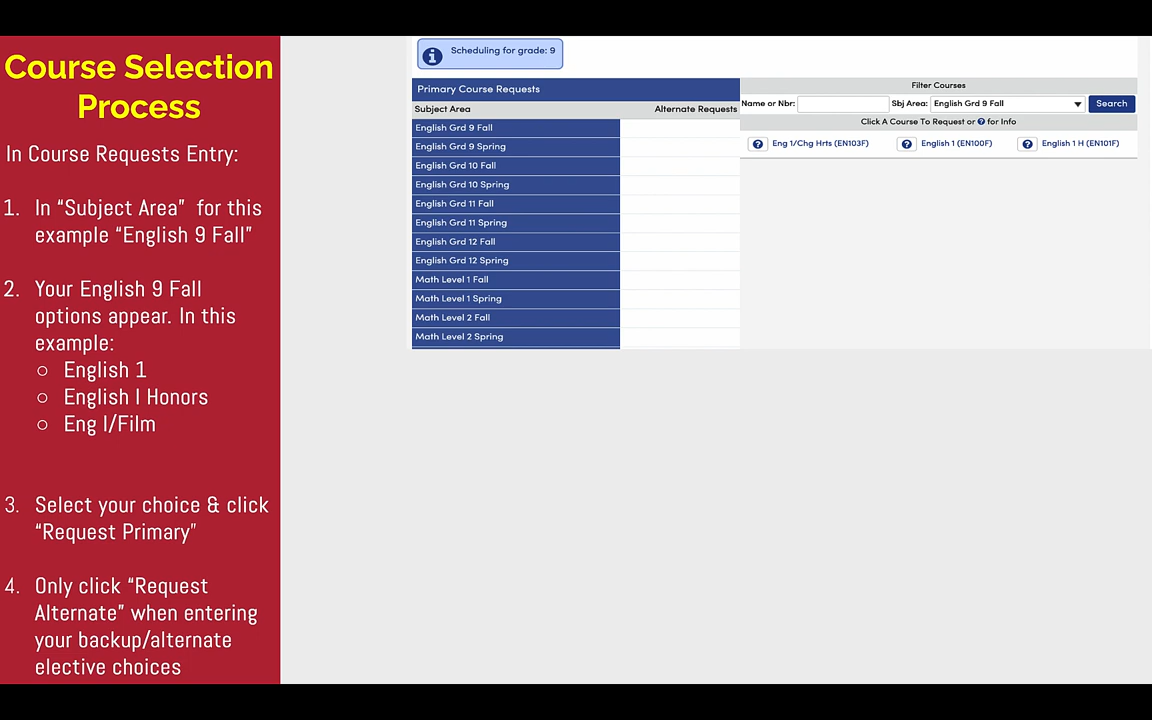 Course Selection
Process
In Course Requests Entry:
1. In “Subject Area” for this
example “English 9 Fall”
2. Your English 9 Fall
options appear. In this
example:
○ English 1
○ English I Honors
○ Eng I/Film
3. Select your choice & click
“Request Primary”
4. Only click “Request
Alternate” when entering
your backup/alternate
elective choices
Scheduling for grade: 9
Primary Course Requests
Subject Area Alternate Requests
English Grd 9 Fall
English Grd 9 Spring
English Grd 10 Fall
English Grd 10 Spring
English Grd 11 Fall
English Grd 11 Spring
English Grd 12 Fall
English Grd 12 Spring
Math Level 1 Fall
Math Level 1 Spring
Math Level 2 Fall
Math Level 2 Spring
Filter Courses
Name or Nbr: Sbj Area: English Grd 9 Fall Search
Click A Course To Request or ? for Info
? Eng 1/Chg Hrts (EN103F) ? English 1 (EN100F) ? English 1 H (EN101F)